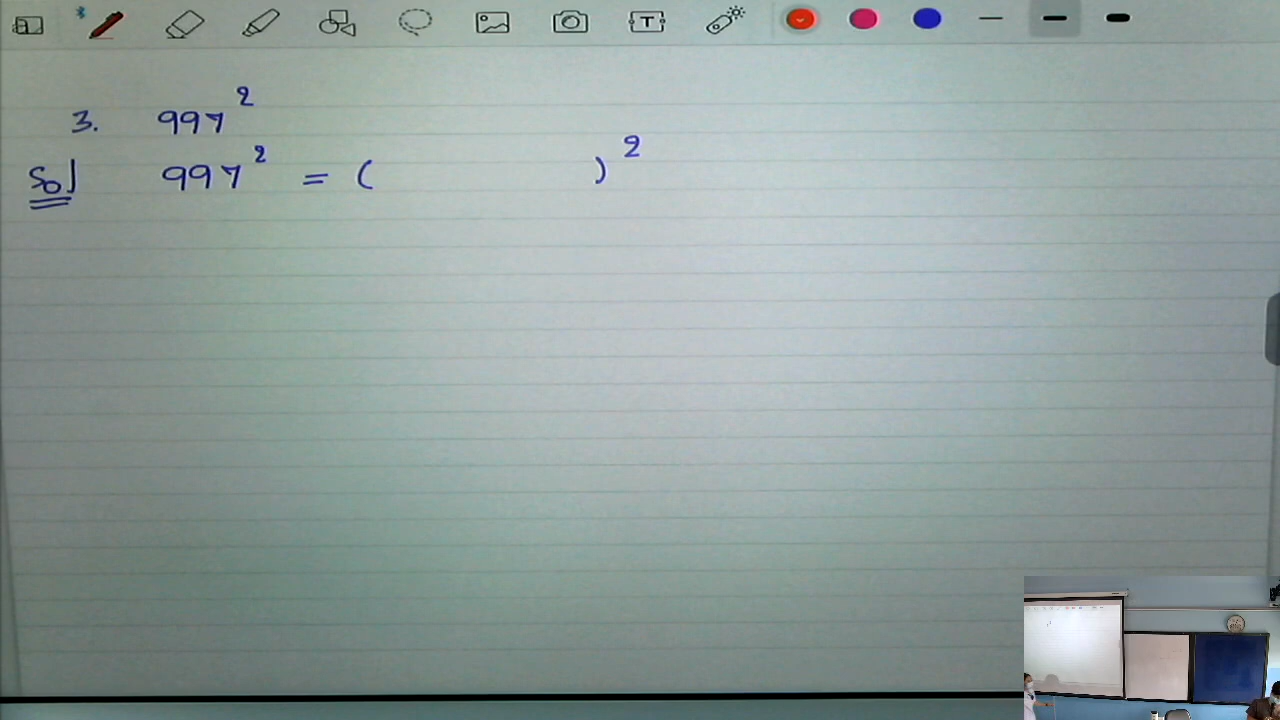 T
3. 997²
Sol 997² = ( )²